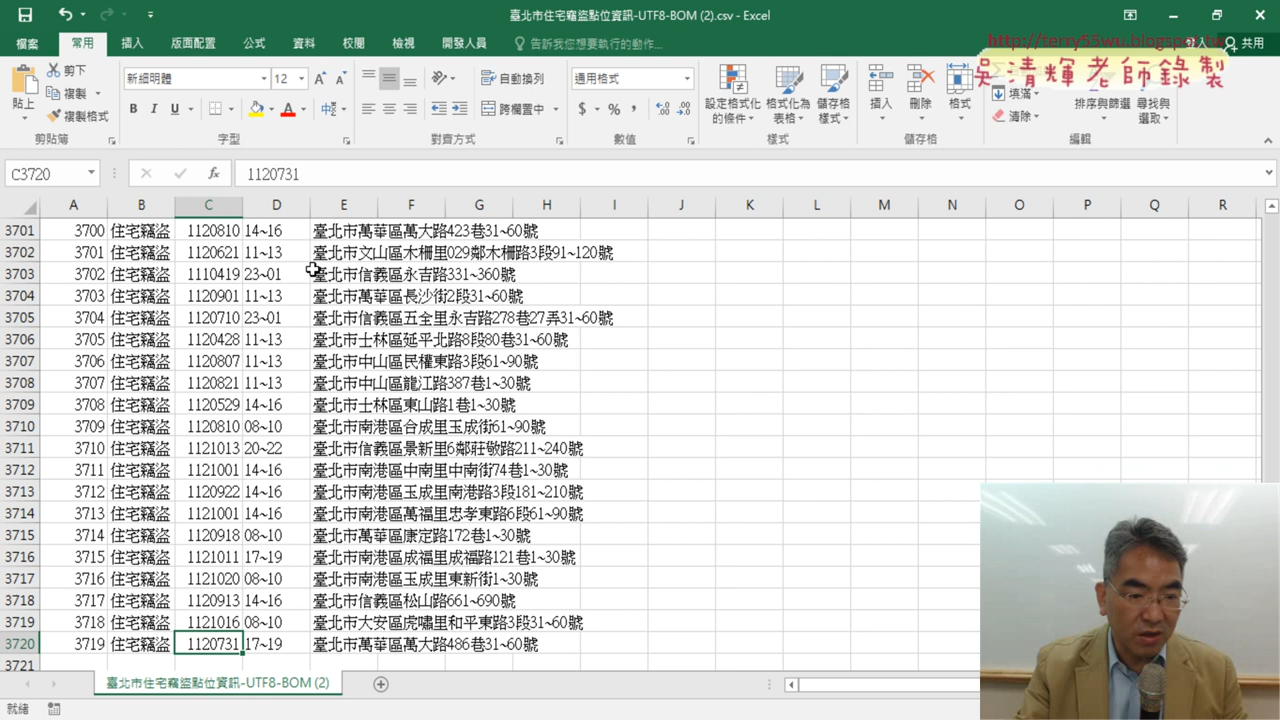 臺北市住宅竊盜點位資訊-UTF8-BOM (2).csv - Excel
檔案 常用 插入 版面配置 公式 資料 校閱 檢視 開發人員 告訴我您想要執行的動作... 共用
http://terry55wu.blogspot.tw
吳清輝老師錄製
貼上 剪下 複製 複製格式 剪貼簿
新細明體 12 B I U 字型
自動換列 跨欄置中 對齊方式
通用格式 $ % 數值
設定格式化的條件 格式化為表格 儲存格樣式 樣式
插入 刪除 格式 儲存格
填滿 清除 排序與篩選 尋找與選取 編輯
C3720 fx 1120731
A B C D E F G H I J K L M N O P Q R
3701 3700 住宅竊盜 1120810 14~16 臺北市萬華區萬大路423巷31~60號
3702 3701 住宅竊盜 1120621 11~13 臺北市文山區木柵里029鄰木柵路3段91~120號
3703 3702 住宅竊盜 1110419 23~01 臺北市信義區永吉路331~360號
3704 3703 住宅竊盜 1120901 11~13 臺北市萬華區長沙街2段31~60號
3705 3704 住宅竊盜 1120710 23~01 臺北市信義區五全里永吉路278巷27弄31~60號
3706 3705 住宅竊盜 1120428 11~13 臺北市士林區延平北路8段80巷31~60號
3707 3706 住宅竊盜 1120807 11~13 臺北市中山區民權東路3段61~90號
3708 3707 住宅竊盜 1120821 11~13 臺北市中山區龍江路387巷1~30號
3709 3708 住宅竊盜 1120529 14~16 臺北市士林區東山路1巷1~30號
3710 3709 住宅竊盜 1120810 08~10 臺北市南港區合成里玉成街61~90號
3711 3710 住宅竊盜 1121013 20~22 臺北市信義區景新里6鄰莊敬路211~240號
3712 3711 住宅竊盜 1121001 14~16 臺北市南港區中南里中南街74巷1~30號
3713 3712 住宅竊盜 1120922 14~16 臺北市南港區玉成里南港路3段181~210號
3714 3713 住宅竊盜 1121001 14~16 臺北市南港區萬福里忠孝東路6段61~90號
3715 3714 住宅竊盜 1120918 08~10 臺北市萬華區康定路172巷1~30號
3716 3715 住宅竊盜 1121011 17~19 臺北市南港區成福里成福路121巷1~30號
3717 3716 住宅竊盜 1121020 08~10 臺北市南港區玉成里東新街1~30號
3718 3717 住宅竊盜 1120913 14~16 臺北市信義區松山路661~690號
3719 3718 住宅竊盜 1121016 08~10 臺北市大安區虎嘯里和平東路3段31~60號
3720 3719 住宅竊盜 1120731 17~19 臺北市萬華區萬大路486巷31~60號
3721
臺北市住宅竊盜點位資訊-UTF8-BOM (2)
就緒